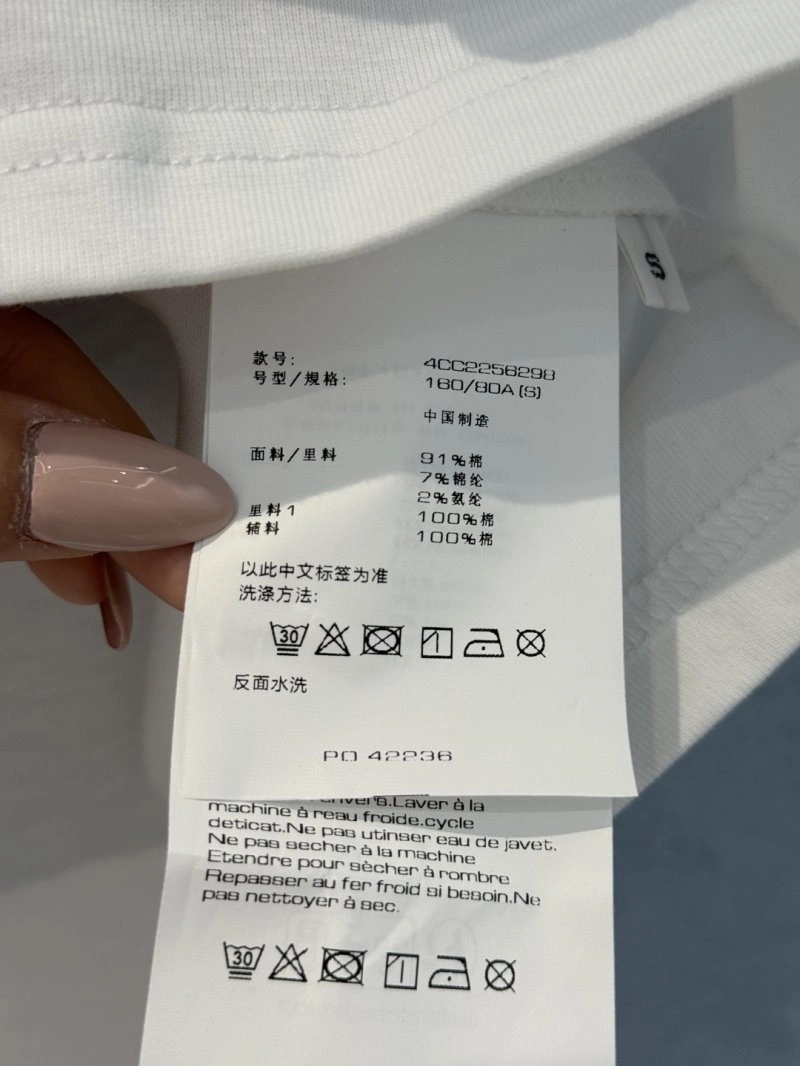 S
款号: 4CC2256298
号型/规格: 160/80A (S)
中国制造
面料/里料 91%棉
7%锦纶
2%氨纶
里料1 100%棉
辅料 100%棉
以此中文标签为准
洗涤方法:
30
反面水洗
PO 42236
Laver à la
machine à reau froide.cycle
deticat.Ne pas utinser eau de javet.
Ne pas secher à la machine
Etendre pour sècher à rombre
Repasser au fer froid si besoin.Ne
pas nettoyer à sec.
30